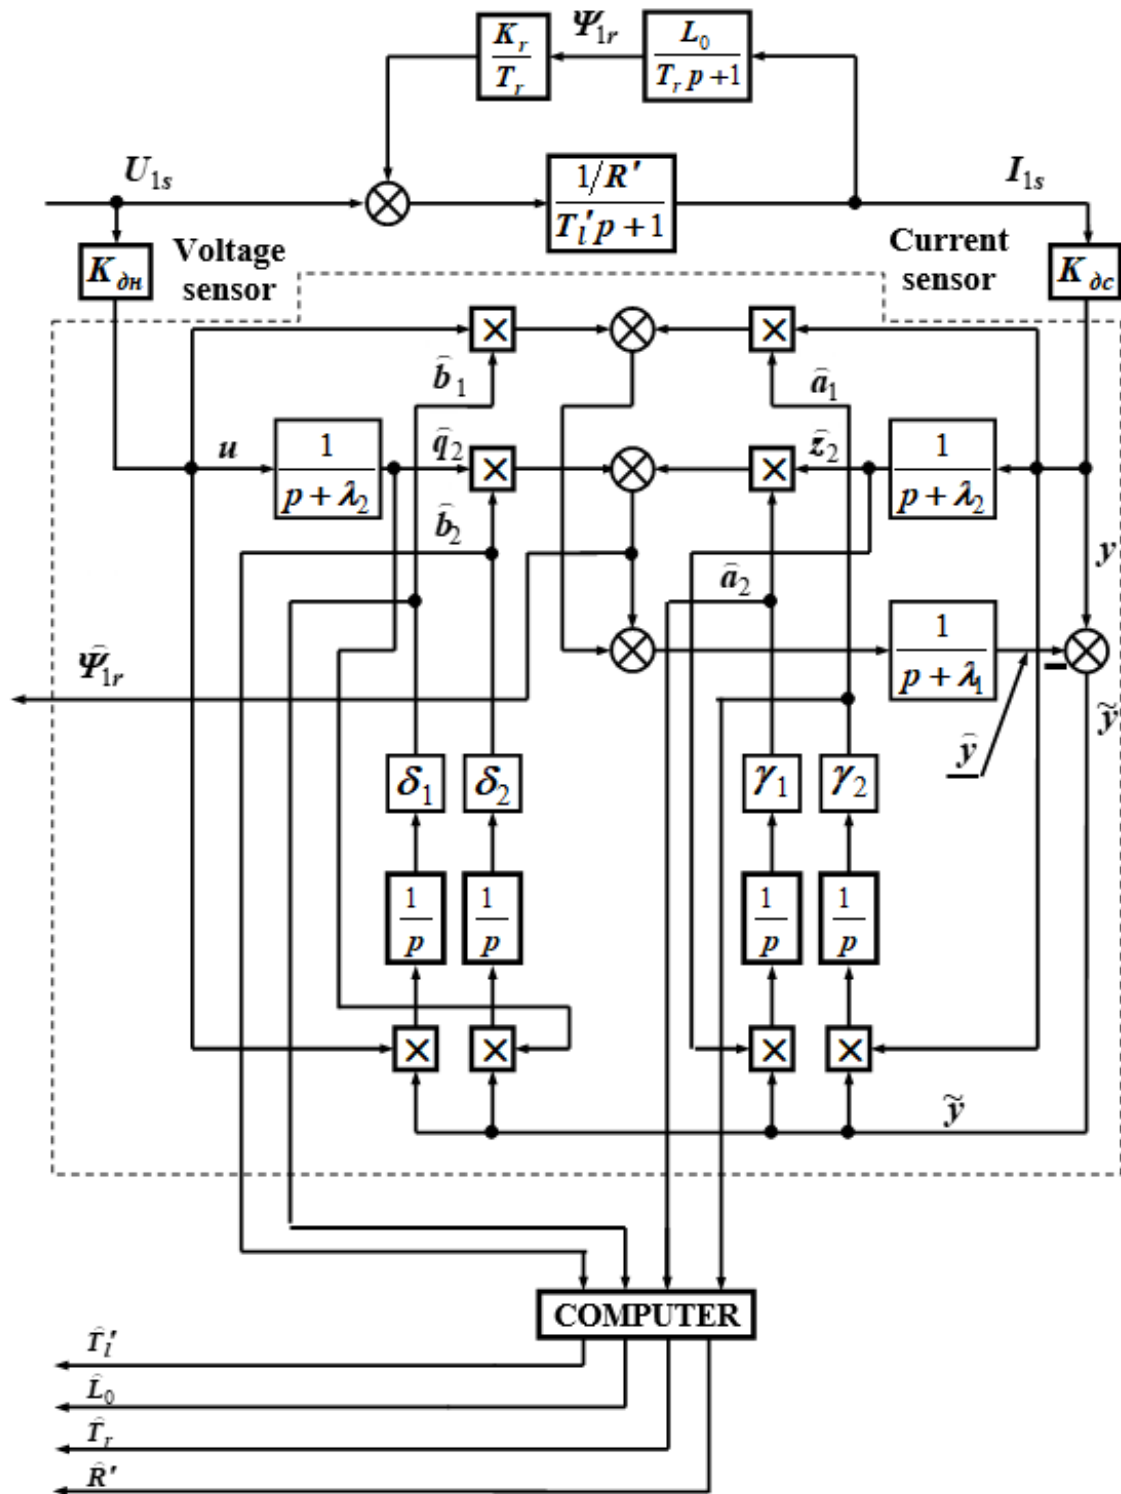 K_r / T_r
Ψ_1r
L_0 / T_r p + 1
U_1s
1/R′ / T_l′ p + 1
I_1s
K_дн
Voltage
sensor
Current
sensor
K_дс
×
×
b̂_1
â_1
u
1 / p + λ_2
q̂_2
×
×
ẑ_2
1 / p + λ_2
b̂_2
y
â_2
1 / p + λ_1
Ψ̂_1r
−
ỹ
ŷ
δ_1
δ_2
γ_1
γ_2
1 / p
1 / p
1 / p
1 / p
×
×
×
×
ỹ
COMPUTER
T̂_l′
L̂_0
T̂_r
R̂′